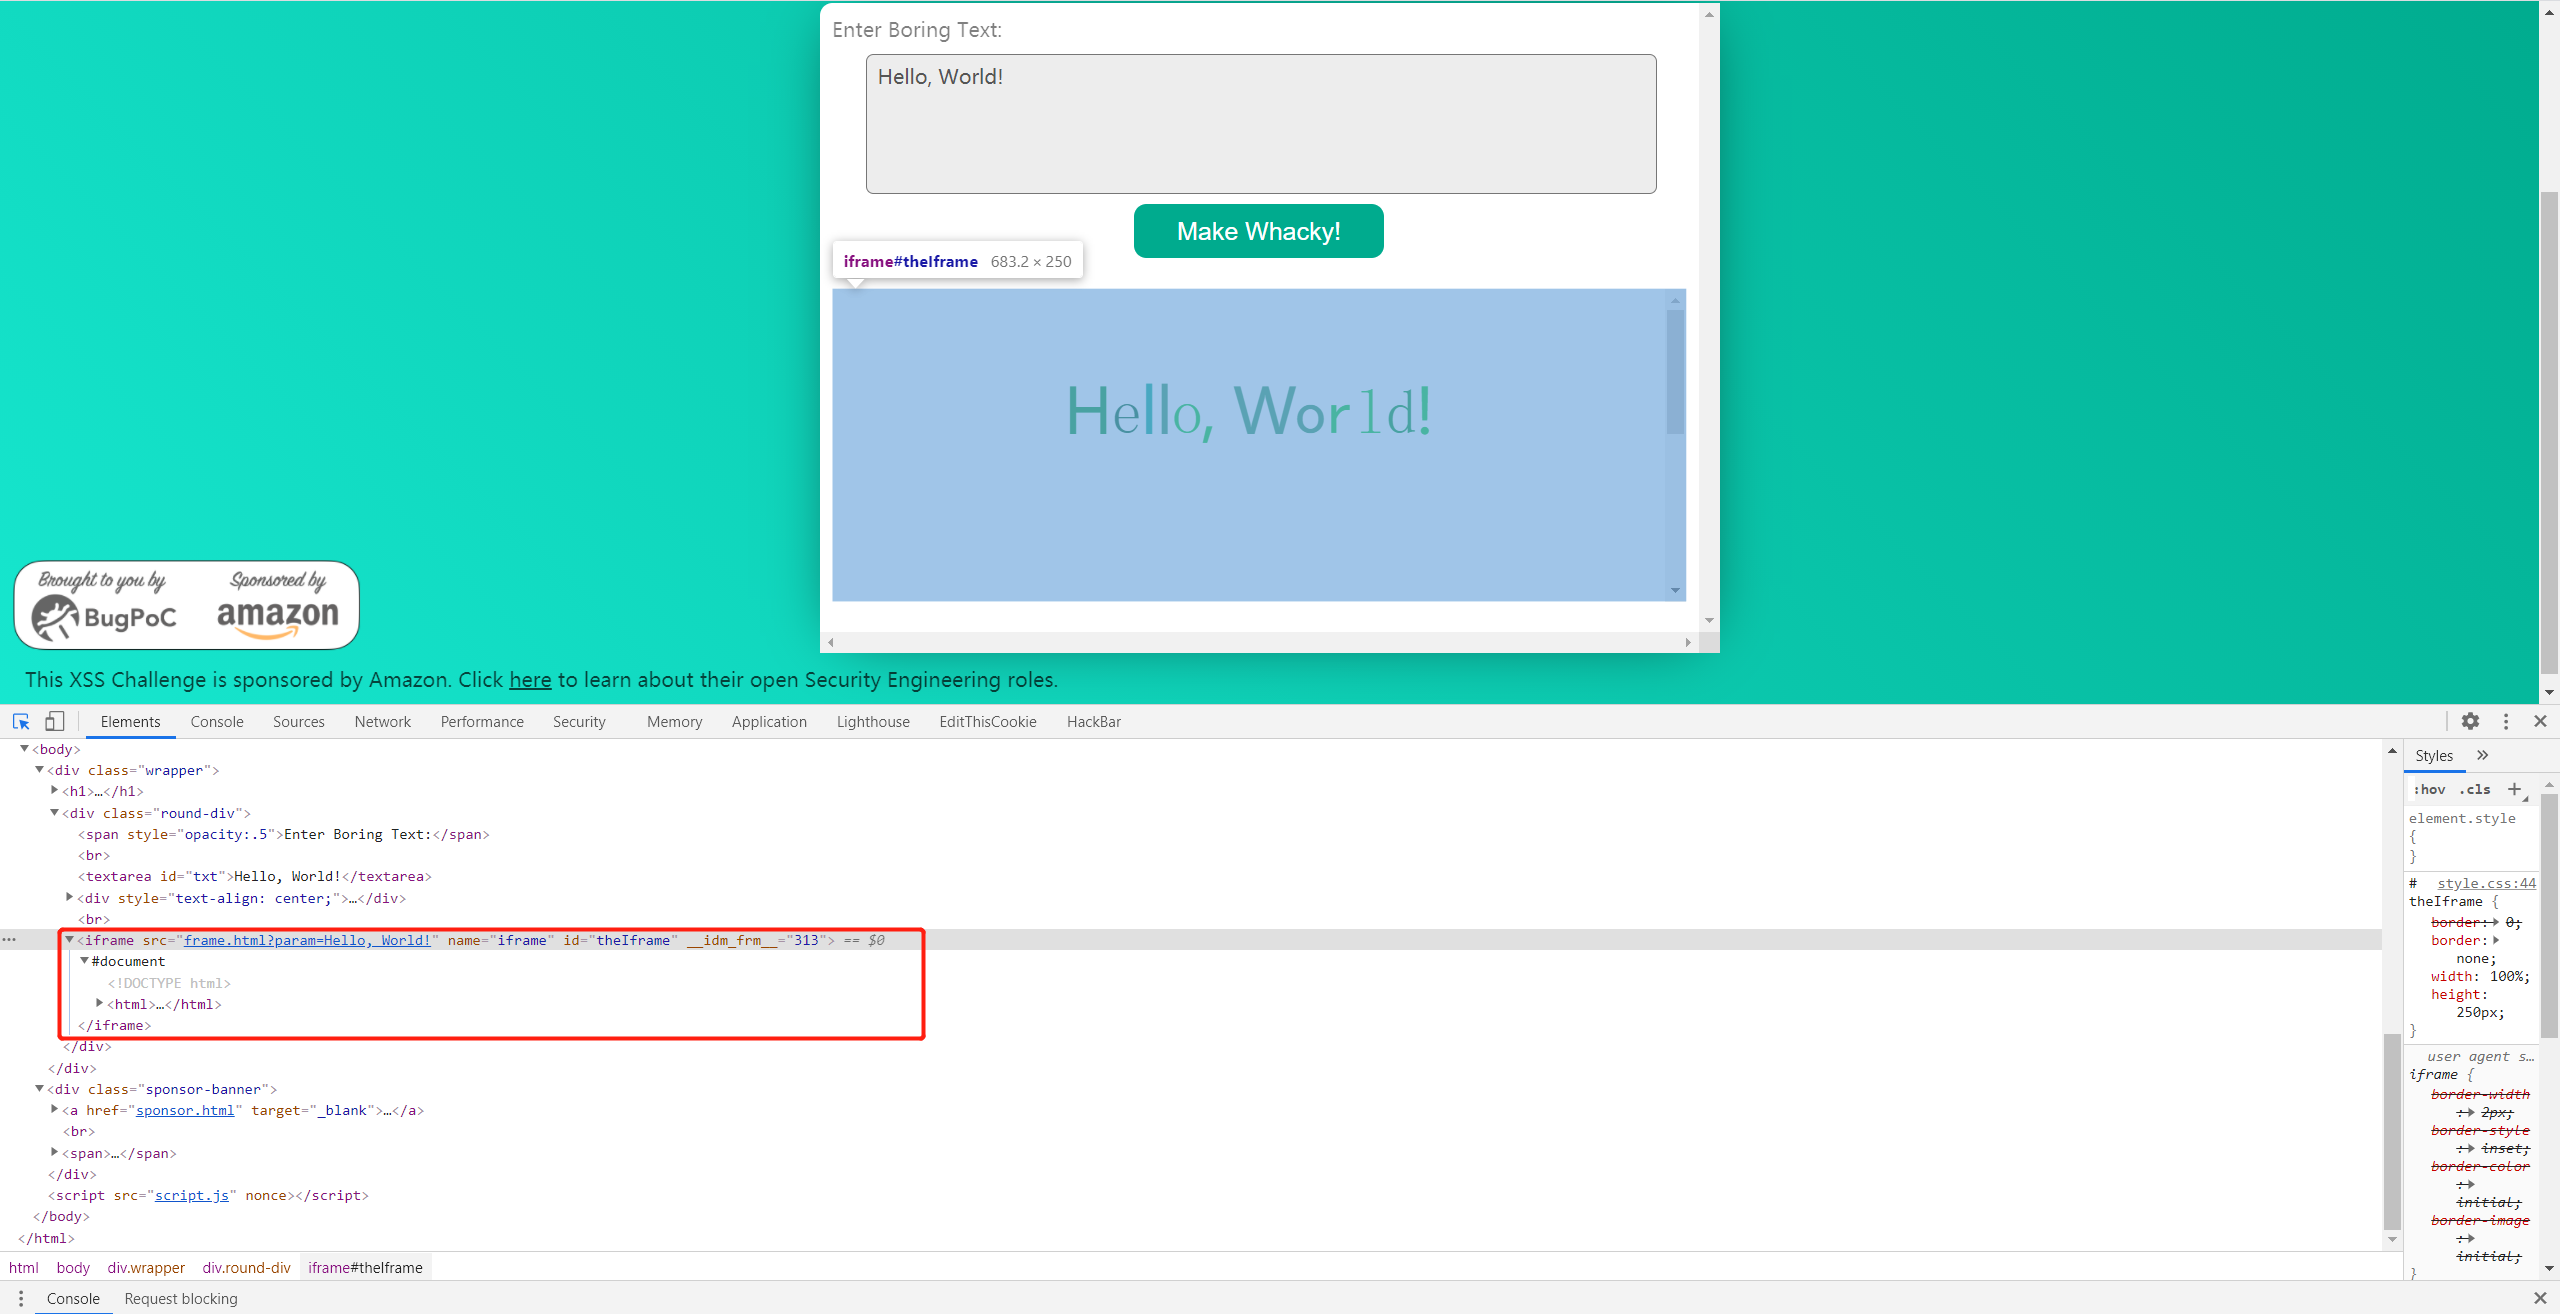 Enter Boring Text:
Hello, World!
Make Whacky!
iframe#theIframe 683.2 × 250
Hello, World!
Brought to you by
BugPoC
Sponsored by
amazon
This XSS Challenge is sponsored by Amazon. Click here to learn about their open Security Engineering roles.
Elements Console Sources Network Performance Security Memory Application Lighthouse EditThisCookie HackBar
<body>
<div class="wrapper">
<h1>…</h1>
<div class="round-div">
<span style="opacity:.5">Enter Boring Text:</span>
<br>
<textarea id="txt">Hello, World!</textarea>
<div style="text-align: center;">…</div>
<br>
<iframe src="frame.html?param=Hello, World!" name="iframe" id="theIframe" __idm_frm__="313"> == $0
#document
<!DOCTYPE html>
<html>…</html>
</iframe>
</div>
</div>
<div class="sponsor-banner">
<a href="sponsor.html" target="_blank">…</a>
<br>
<span>…</span>
</div>
<script src="script.js" nonce></script>
</body>
</html>
html body div.wrapper div.round-div iframe#theIframe
Console Request blocking
Styles »
:hov .cls +
element.style
{
}
# style.css:44
theIframe {
border: 0;
border:
none;
width: 100%;
height:
250px;
}
user agent s…
iframe {
border-width
: 2px;
border-style
: inset;
border-color
:
initial;
border-image
:
initial;
}